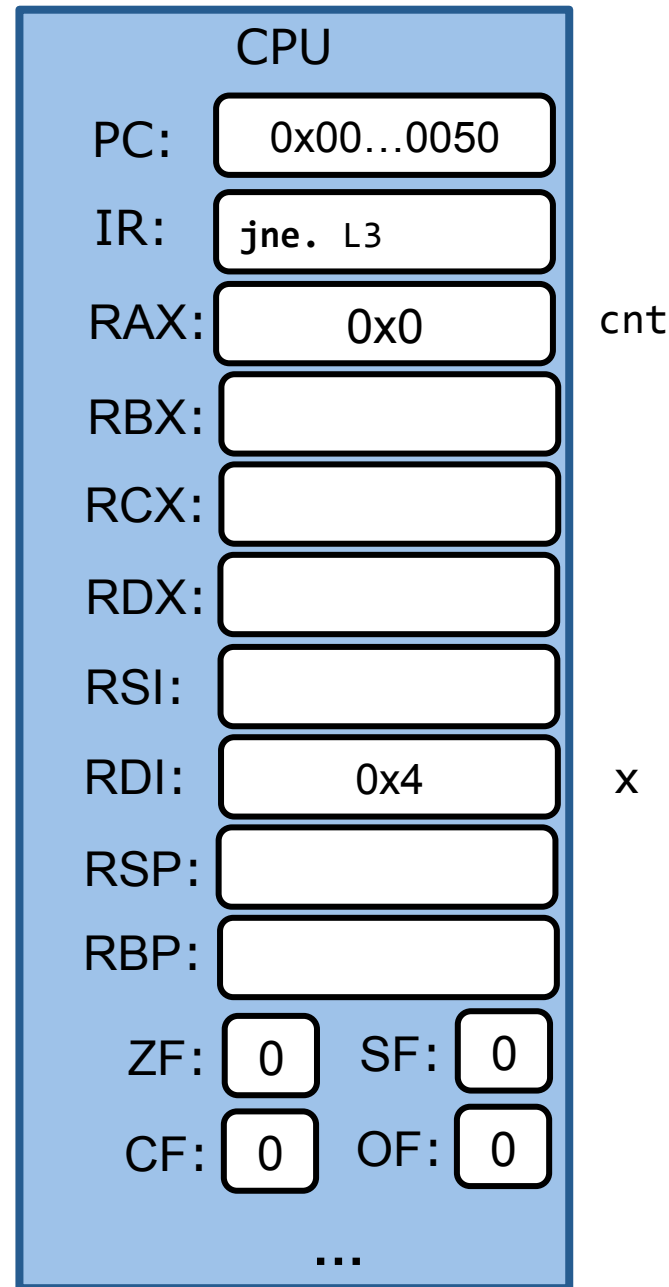 CPU
PC: 0x00...0050
IR: jne. L3
RAX: 0x0 cnt
RBX:
RCX:
RDX:
RSI:
RDI: 0x4 x
RSP:
RBP:
ZF: 0 SF: 0
CF: 0 OF: 0
...